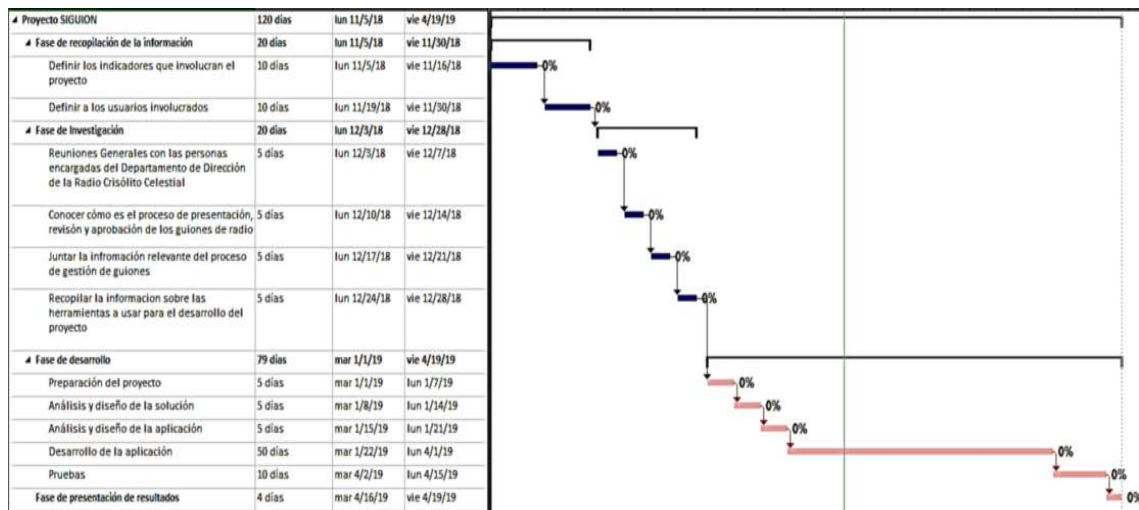 Proyecto SIGUION 120 días lun 11/5/18 vie 4/19/19
Fase de recopilación de la información 20 días lun 11/5/18 vie 11/30/18
Definir los indicadores que involucran el 10 días lun 11/5/18 vie 11/16/18 0%
proyecto
Definir a los usuarios involucrados 10 días lun 11/19/18 vie 11/30/18 0%
Fase de Investigación 20 días lun 12/3/18 vie 12/28/18
Reuniones Generales con las personas 5 días lun 12/3/18 vie 12/7/18 0%
encargadas del Departamento de Dirección
de la Radio Crisólito Celestial
Conocer cómo es el proceso de presentación, 5 días lun 12/10/18 vie 12/14/18 0%
revisón y aprobación de los guiones de radio
Juntar la infromación relevante del proceso 5 días lun 12/17/18 vie 12/21/18 0%
de gestión de guiones
Recopilar la informacion sobre las 5 días lun 12/24/18 vie 12/28/18 0%
herramientas a usar para el desarrollo del
proyecto
Fase de desarrollo 79 días mar 1/1/19 vie 4/19/19
Preparación del proyecto 5 días mar 1/1/19 lun 1/7/19 0%
Análisis y diseño de la solución 5 días mar 1/8/19 lun 1/14/19 0%
Análisis y diseño de la aplicación 5 días mar 1/15/19 lun 1/21/19 0%
Desarrollo de la aplicación 50 días mar 1/22/19 lun 4/1/19 0%
Pruebas 10 días mar 4/2/19 lun 4/15/19 0%
Fase de presentación de resultados 4 días mar 4/16/19 vie 4/19/19 0%